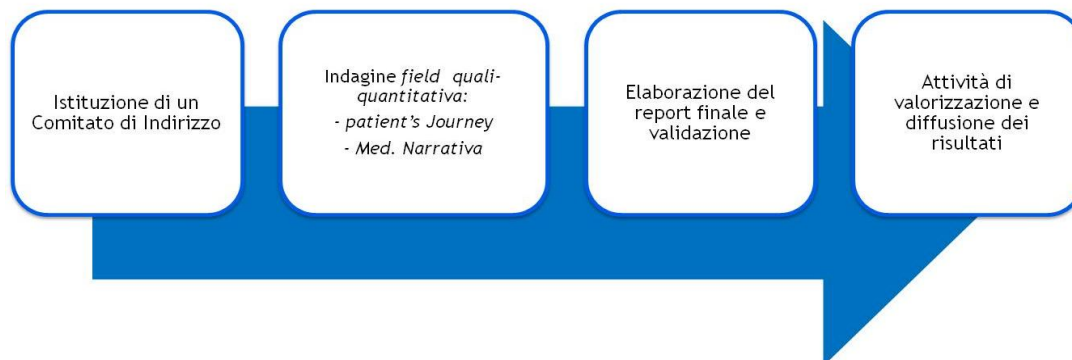 Istituzione di un
Comitato di Indirizzo
Indagine field quali-
quantitativa:
- patient's Journey
- Med. Narrativa
Elaborazione del
report finale e
validazione
Attività di
valorizzazione e
diffusione dei
risultati